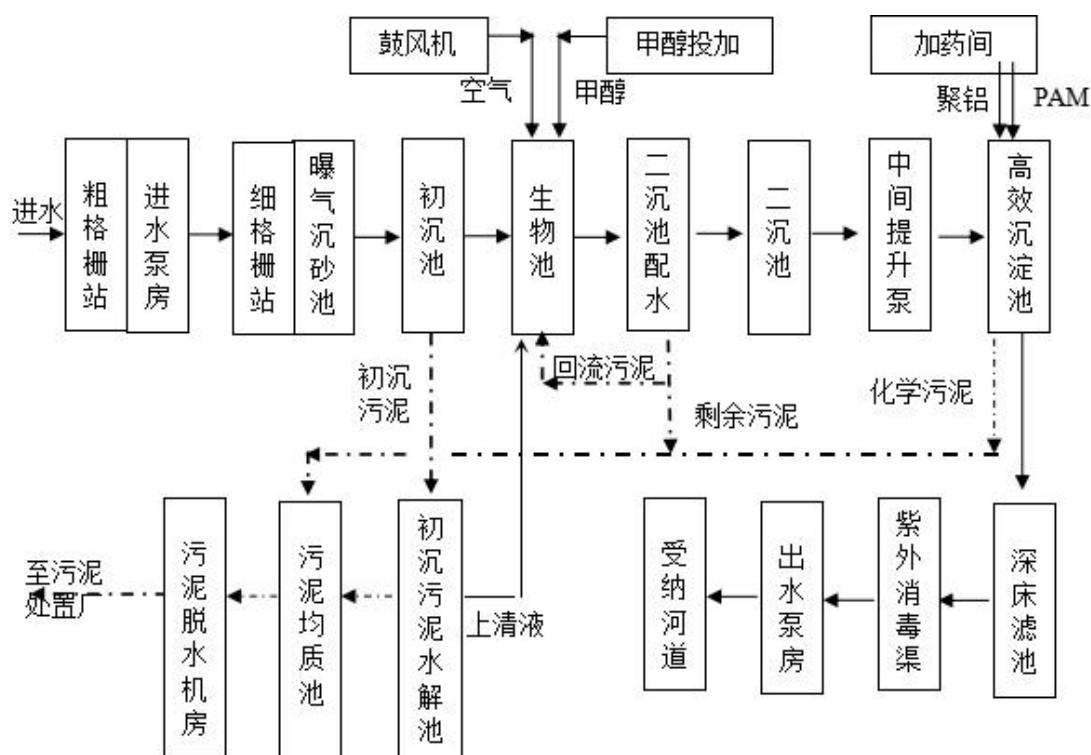 鼓风机
甲醇投加
加药间
空气
甲醇
聚铝
PAM
进水
粗格栅站
进水泵房
细格栅站
曝气沉砂池
初沉池
生物池
二沉池配水
二沉池
中间提升泵
高效沉淀池
初沉
污泥
回流污泥
剩余污泥
化学污泥
至污泥
处置厂
污泥脱水机房
污泥均质池
初沉污泥水解池
上清液
受纳河道
出水泵房
紫外消毒渠
深床滤池